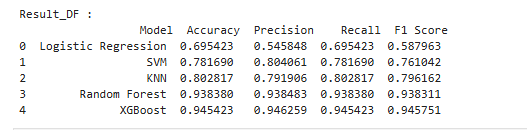 Result_DF :
Model Accuracy Precision Recall F1 Score
0 Logistic Regression 0.695423 0.545848 0.695423 0.587963
1 SVM 0.781690 0.804061 0.781690 0.761042
2 KNN 0.802817 0.791906 0.802817 0.796162
3 Random Forest 0.938380 0.938483 0.938380 0.938311
4 XGBoost 0.945423 0.946259 0.945423 0.945751